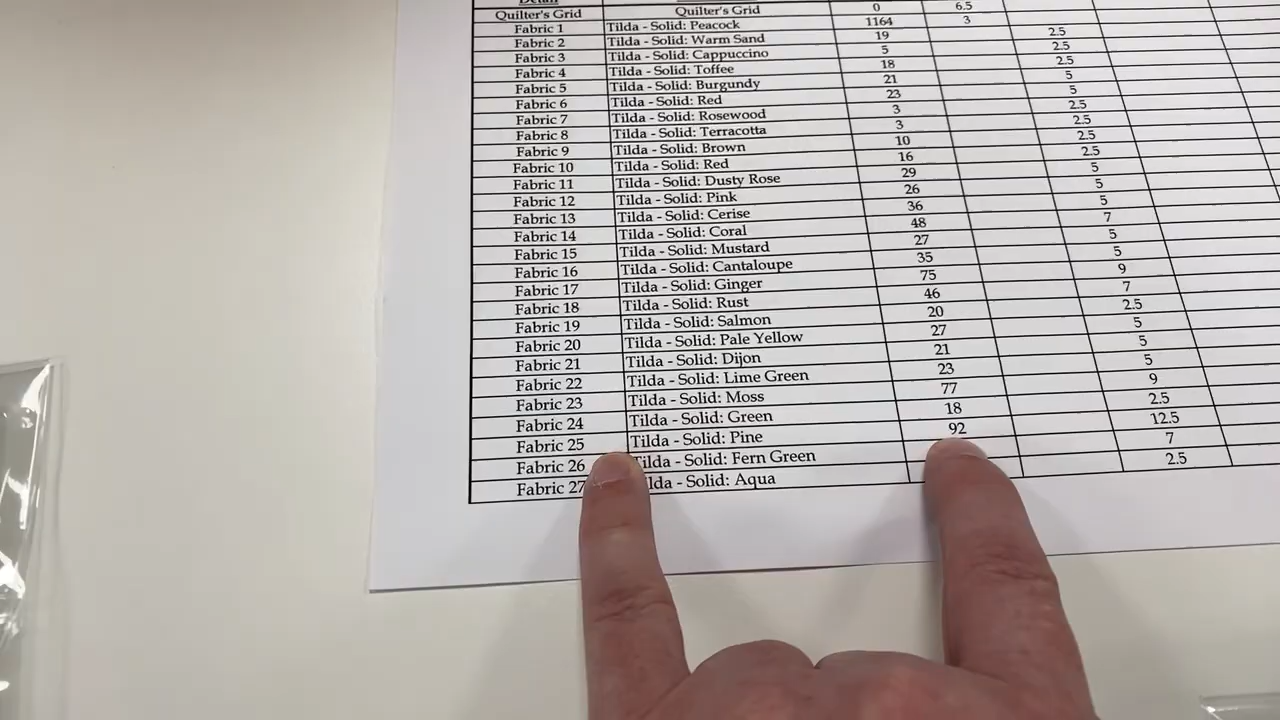 Detail
Quilter's Grid Quilter's Grid 0 6.5
Fabric 1 Tilda - Solid: Peacock 1164 3
Fabric 2 Tilda - Solid: Warm Sand 19 2.5
Fabric 3 Tilda - Solid: Cappuccino 5 2.5
Fabric 4 Tilda - Solid: Toffee 18 2.5
Fabric 5 Tilda - Solid: Burgundy 21 5
Fabric 6 Tilda - Solid: Red 23 5
Fabric 7 Tilda - Solid: Rosewood 3 2.5
Fabric 8 Tilda - Solid: Terracotta 3 2.5
Fabric 9 Tilda - Solid: Brown 10 2.5
Fabric 10 Tilda - Solid: Red 16 2.5
Fabric 11 Tilda - Solid: Dusty Rose 29 5
Fabric 12 Tilda - Solid: Pink 26 5
Fabric 13 Tilda - Solid: Cerise 36 5
Fabric 14 Tilda - Solid: Coral 48 7
Fabric 15 Tilda - Solid: Mustard 27 5
Fabric 16 Tilda - Solid: Cantaloupe 35 5
Fabric 17 Tilda - Solid: Ginger 75 9
Fabric 18 Tilda - Solid: Rust 46 7
Fabric 19 Tilda - Solid: Salmon 20 2.5
Fabric 20 Tilda - Solid: Pale Yellow 27 5
Fabric 21 Tilda - Solid: Dijon 21 5
Fabric 22 Tilda - Solid: Lime Green 23 5
Fabric 23 Tilda - Solid: Moss 77 9
Fabric 24 Tilda - Solid: Green 18 2.5
Fabric 25 Tilda - Solid: Pine 92 12.5
Fabric 26 Tilda - Solid: Fern Green 7
Fabric 27 lda - Solid: Aqua 2.5